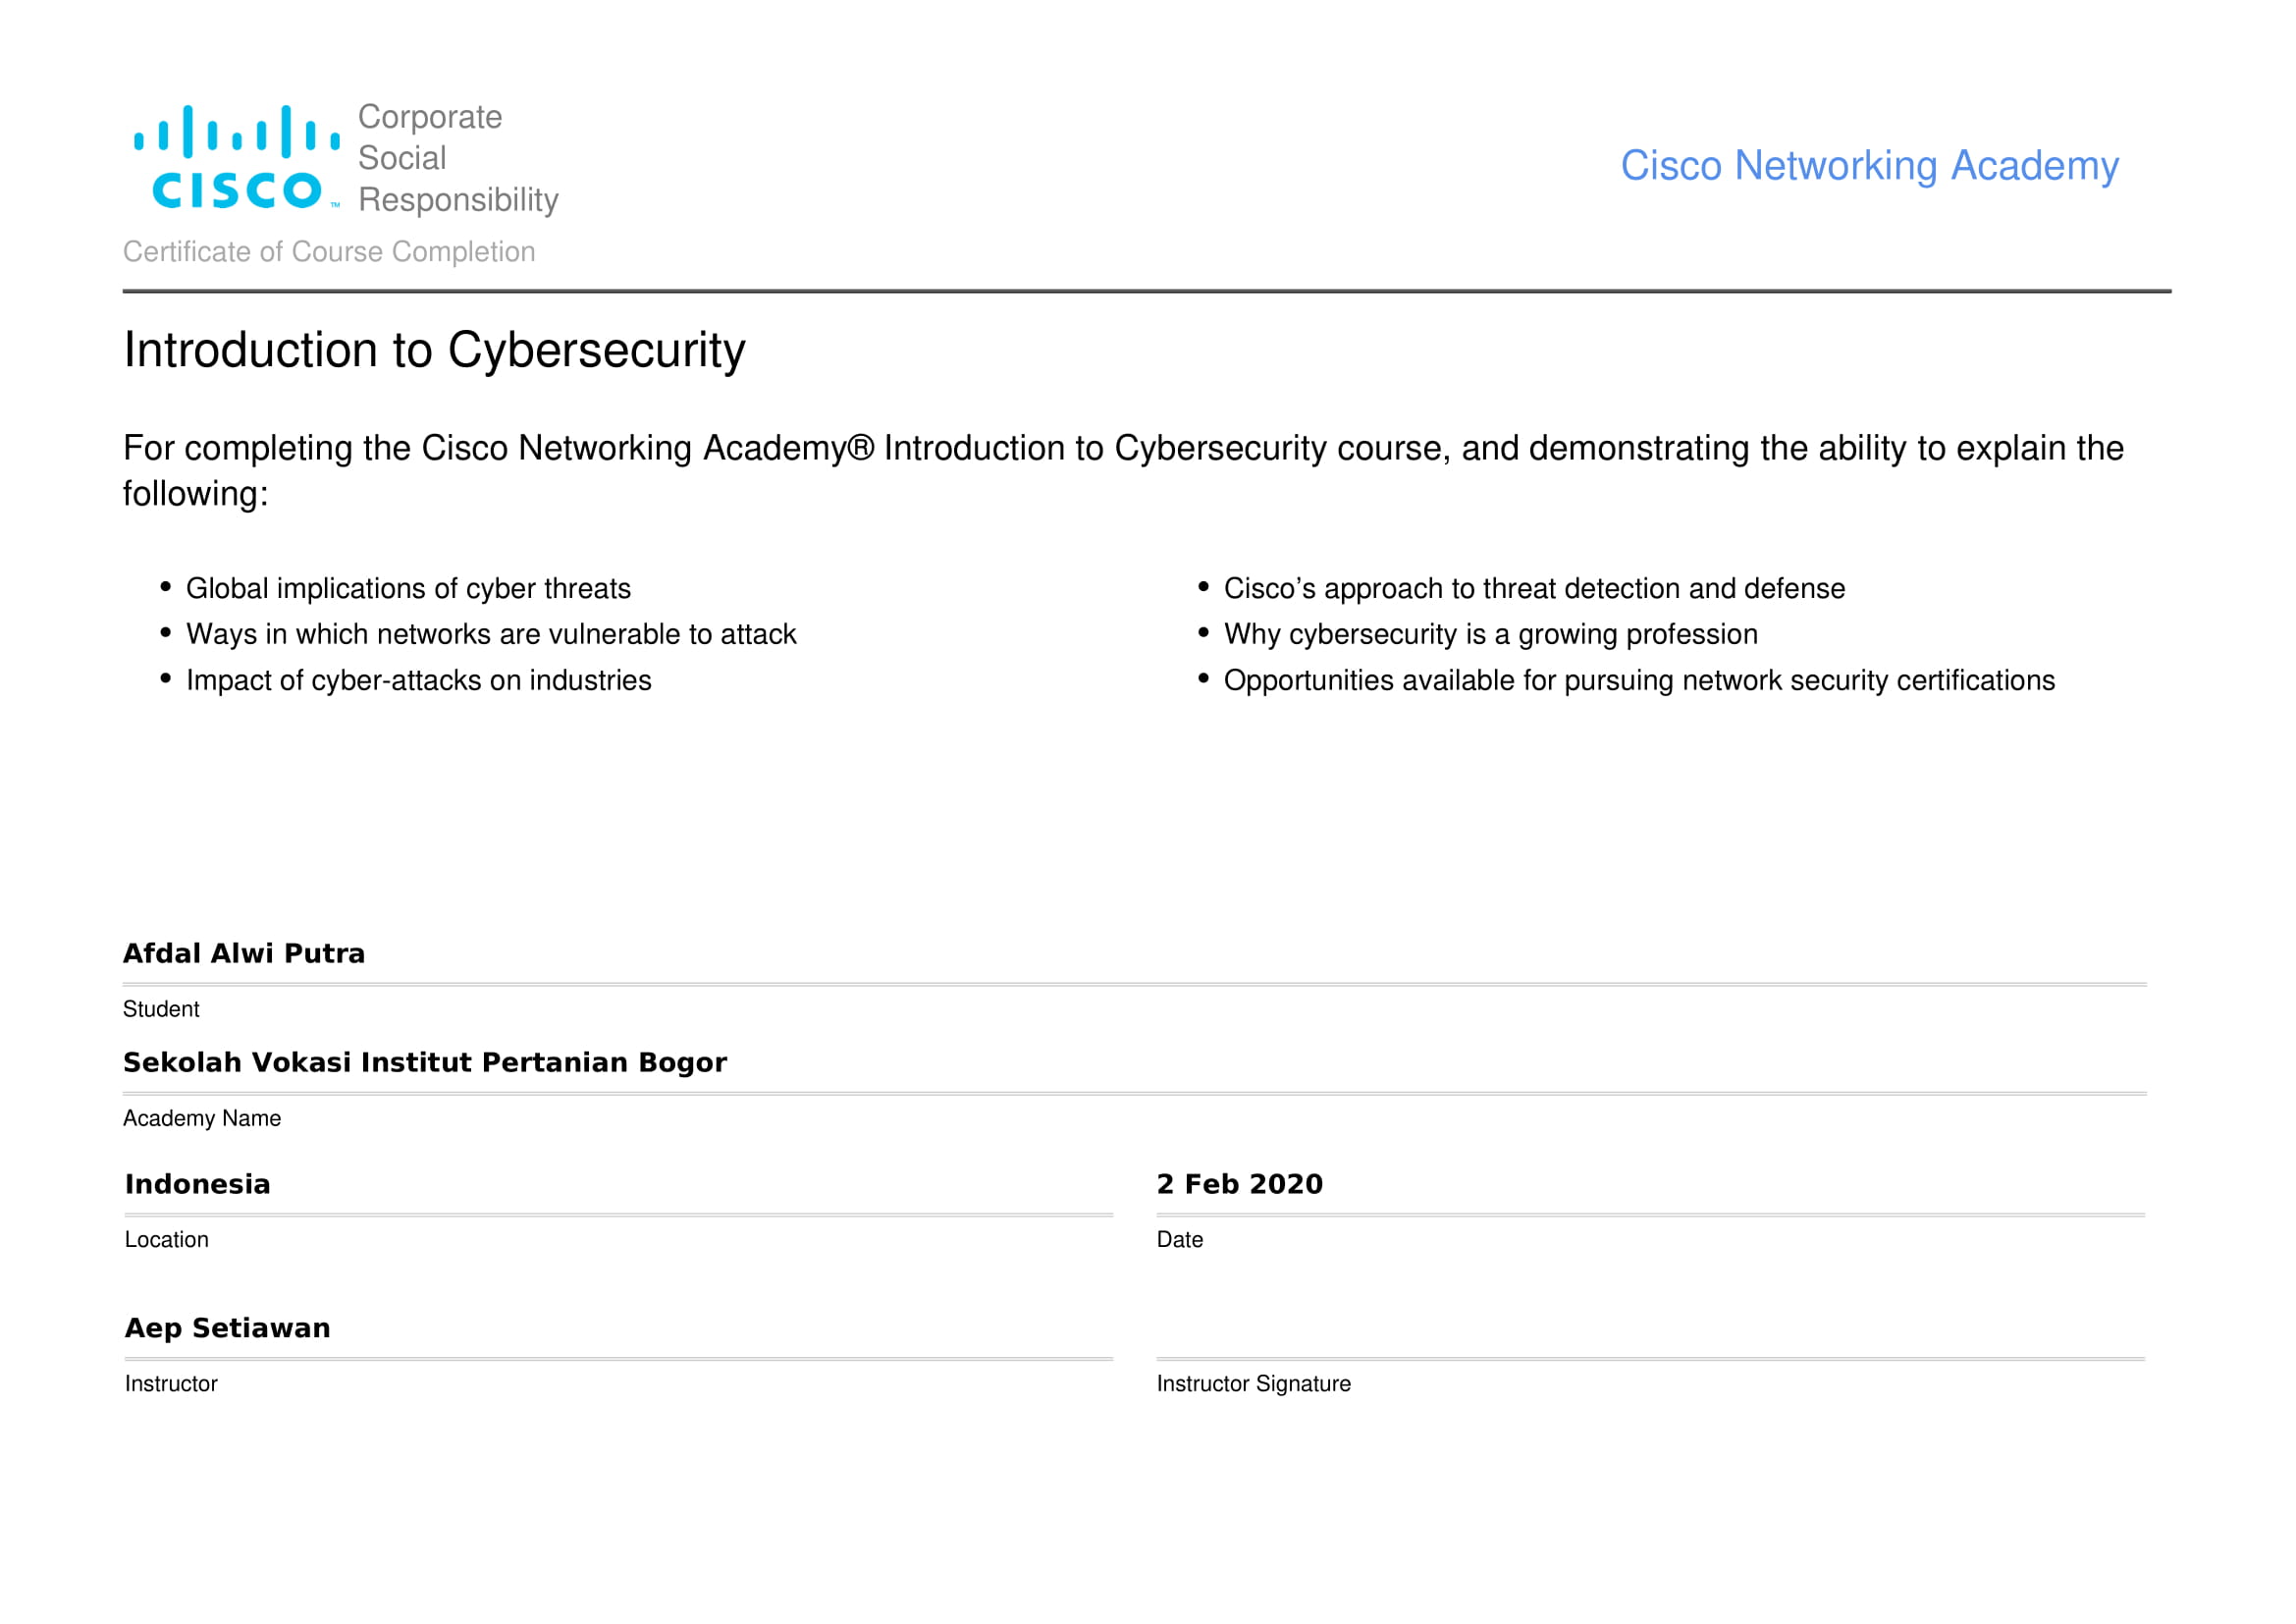 Corporate
Social
Responsibility
CISCO™
Cisco Networking Academy
Certificate of Course Completion
Introduction to Cybersecurity
For completing the Cisco Networking Academy® Introduction to Cybersecurity course, and demonstrating the ability to explain the
following:
• Global implications of cyber threats
• Ways in which networks are vulnerable to attack
• Impact of cyber-attacks on industries
• Cisco’s approach to threat detection and defense
• Why cybersecurity is a growing profession
• Opportunities available for pursuing network security certifications
Afdal Alwi Putra
Student
Sekolah Vokasi Institut Pertanian Bogor
Academy Name
Indonesia
Location
2 Feb 2020
Date
Aep Setiawan
Instructor
Instructor Signature